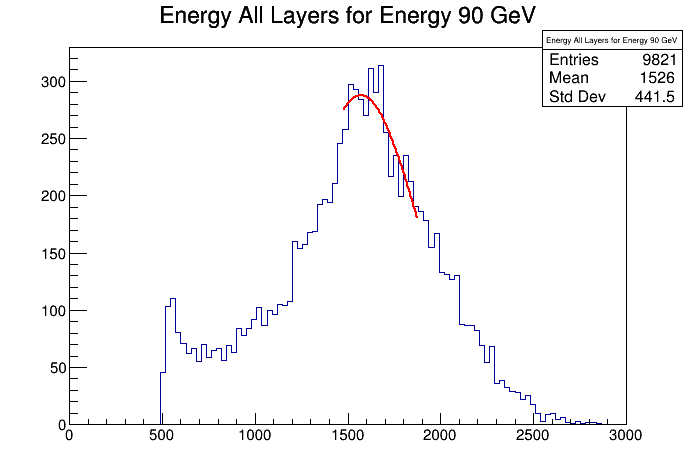 Energy All Layers for Energy 90 GeV
Energy All Layers for Energy 90 GeV
Entries 9821
Mean 1526
Std Dev 441.5
300
250
200
150
100
50
0
0 500 1000 1500 2000 2500 3000